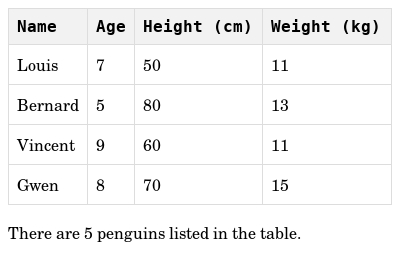 Name Age Height (cm) Weight (kg)
Louis 7 50 11
Bernard 5 80 13
Vincent 9 60 11
Gwen 8 70 15
There are 5 penguins listed in the table.